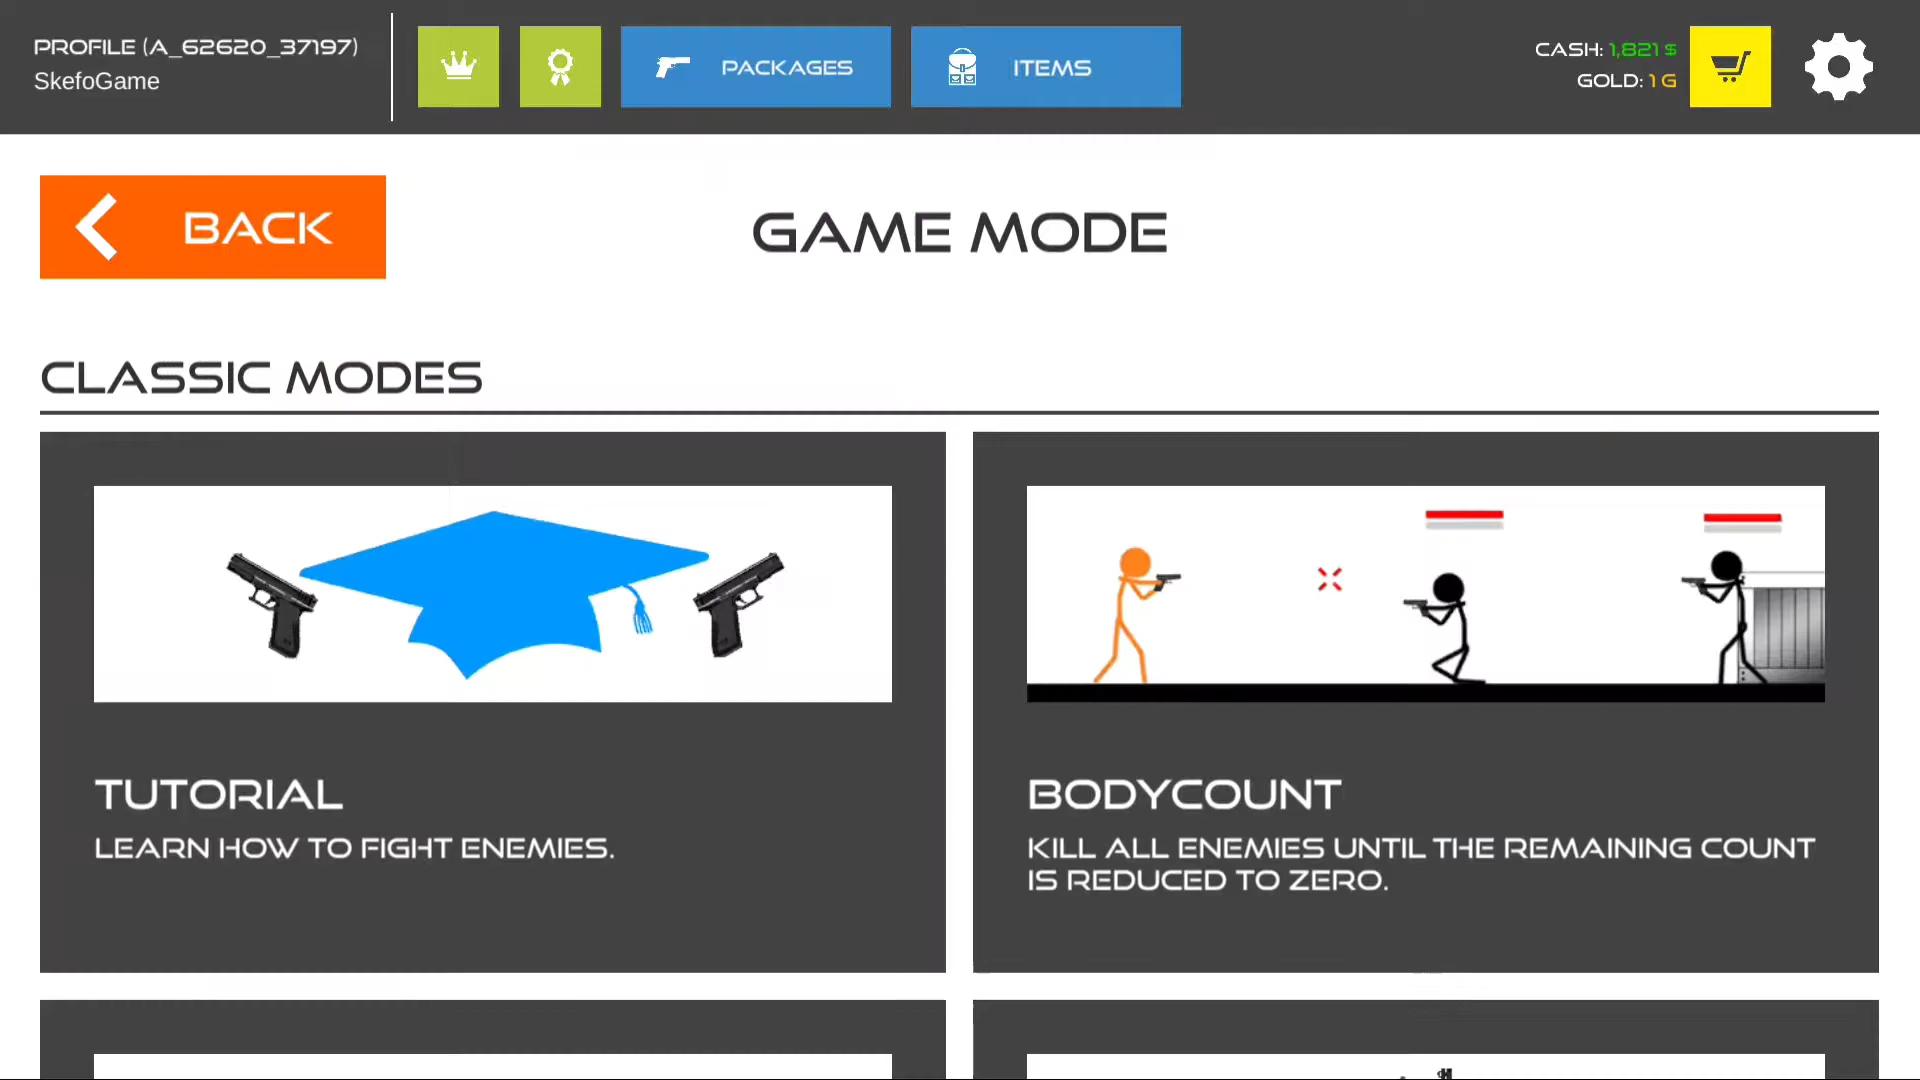 PROFILE (A_62620_37197)
SkefoGame
PACKAGES
ITEMS
CASH: 1,821 $
GOLD: 1 G
BACK
GAME MODE
CLASSIC MODES
TUTORIAL
LEARN HOW TO FIGHT ENEMIES.
BODYCOUNT
KILL ALL ENEMIES UNTIL THE REMAINING COUNT
IS REDUCED TO ZERO.